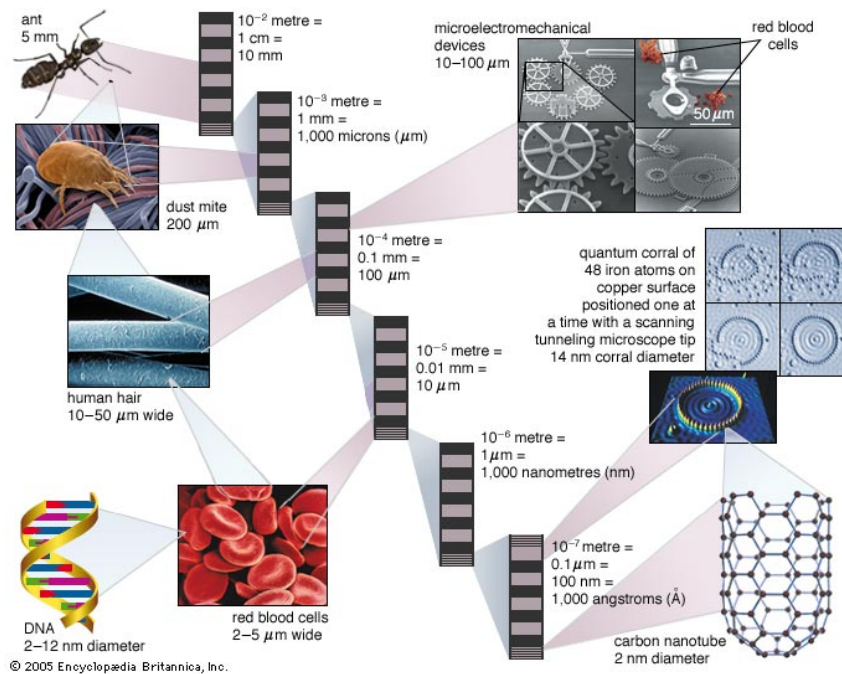 ant
5 mm
10⁻² metre =
1 cm =
10 mm
microelectromechanical
devices
10–100 μm
red blood
cells
50 μm
10⁻³ metre =
1 mm =
1,000 microns (μm)
dust mite
200 μm
10⁻⁴ metre =
0.1 mm =
100 μm
quantum corral of
48 iron atoms on
copper surface
positioned one at
a time with a scanning
tunneling microscope tip
14 nm corral diameter
human hair
10–50 μm wide
10⁻⁵ metre =
0.01 mm =
10 μm
10⁻⁶ metre =
1 μm =
1,000 nanometres (nm)
10⁻⁷ metre =
0.1 μm =
100 nm =
1,000 angstroms (Å)
DNA
2–12 nm diameter
red blood cells
2–5 μm wide
carbon nanotube
2 nm diameter
© 2005 Encyclopædia Britannica, Inc.